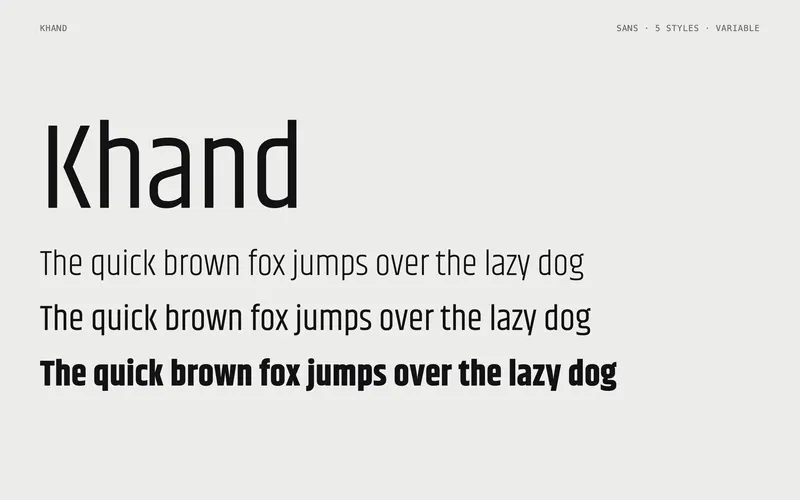 KHAND
SANS · 5 STYLES · VARIABLE
Khand
The quick brown fox jumps over the lazy dog
The quick brown fox jumps over the lazy dog
The quick brown fox jumps over the lazy dog